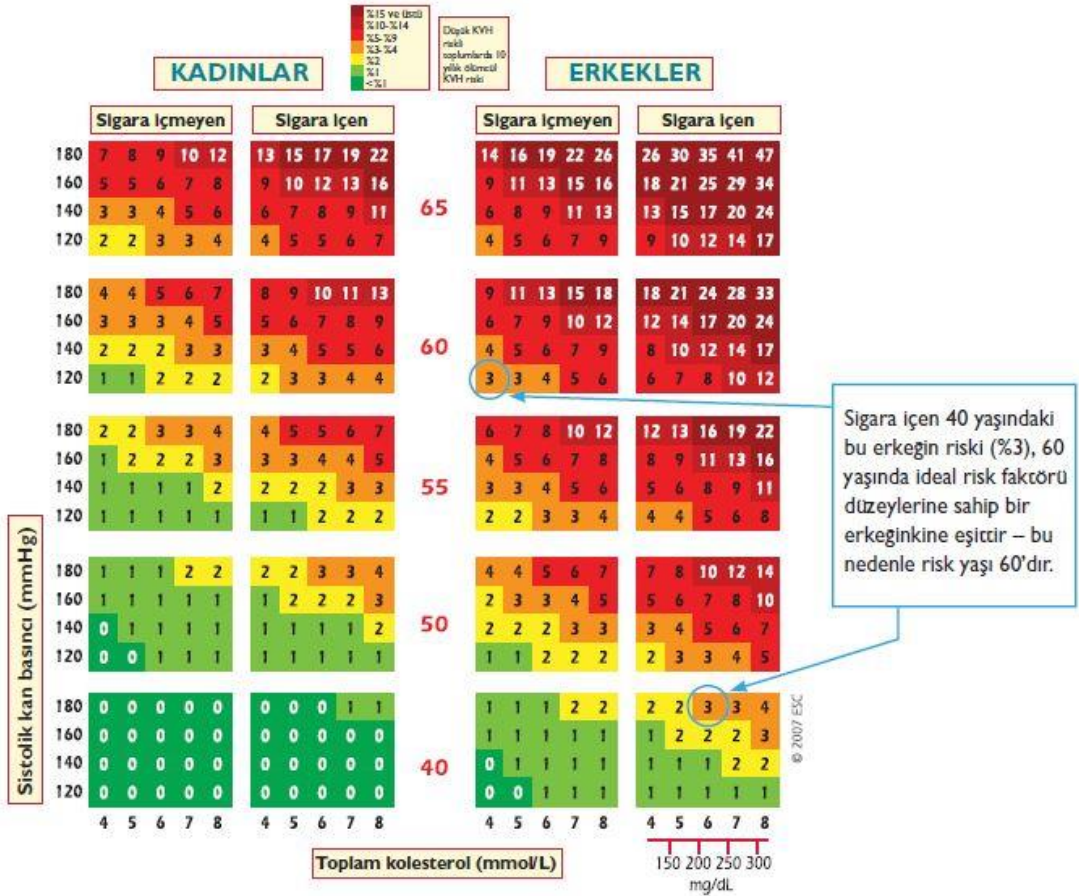 %15 ve üstü
%10-%14
%5-%9
%3-%4
%2
%1
<%1
Düşük KVH
riskli
toplumlarda 10
yıllık ölümcül
KVH riski
KADINLAR
ERKEKLER
Sigara içmeyen
Sigara içen
Sigara içmeyen
Sigara içen
180 7 8 9 10 12 13 15 17 19 22 14 16 19 22 26 26 30 35 41 47
160 5 5 6 7 8 9 10 12 13 16 9 11 13 15 16 18 21 25 29 34
140 3 3 4 5 6 6 7 8 9 11 65 6 8 9 11 13 13 15 17 20 24
120 2 2 3 3 4 4 5 5 6 7 4 5 6 7 9 9 10 12 14 17
180 4 4 5 6 7 8 9 10 11 13 9 11 13 15 18 18 21 24 28 33
160 3 3 3 4 5 5 6 7 8 9 6 7 9 10 12 12 14 17 20 24
140 2 2 2 3 3 3 4 5 5 6 60 4 5 6 7 9 8 10 12 14 17
120 1 1 2 2 2 2 3 3 4 4 3 3 4 5 6 6 7 8 10 12
180 2 2 3 3 4 4 5 5 6 7 6 7 8 10 12 12 13 16 19 22
160 1 2 2 2 3 3 3 4 4 5 4 5 6 7 8 8 9 11 13 16
140 1 1 1 1 2 2 2 2 3 3 55 3 3 4 5 6 5 6 8 9 11
120 1 1 1 1 1 1 1 2 2 2 2 2 3 3 4 4 4 5 6 8
180 1 1 1 2 2 2 2 3 3 4 4 4 5 6 7 7 8 10 12 14
160 1 1 1 1 1 1 2 2 2 3 2 3 3 4 5 5 6 7 8 10
140 0 1 1 1 1 1 1 1 1 2 50 2 2 2 3 3 3 4 5 6 7
120 0 0 1 1 1 1 1 1 1 1 1 1 2 2 2 2 3 3 4 5
180 0 0 0 0 0 0 0 0 1 1 1 1 1 2 2 2 2 3 3 4
160 0 0 0 0 0 0 0 0 0 0 1 1 1 1 1 1 2 2 2 3
140 0 0 0 0 0 0 0 0 0 0 40 0 1 1 1 1 1 1 1 2 2
120 0 0 0 0 0 0 0 0 0 0 0 0 1 1 1 1 1 1 1 1
4 5 6 7 8 4 5 6 7 8 4 5 6 7 8 4 5 6 7 8
Sistolik kan basıncı (mmHg)
Toplam kolesterol (mmol/L)
150 200 250 300
mg/dL
© 2007 ESC
Sigara içen 40 yaşındaki
bu erkeğin riski (%3), 60
yaşında ideal risk faktörü
düzeylerine sahip bir
erkeğinkine eşittir – bu
nedenle risk yaşı 60'dır.